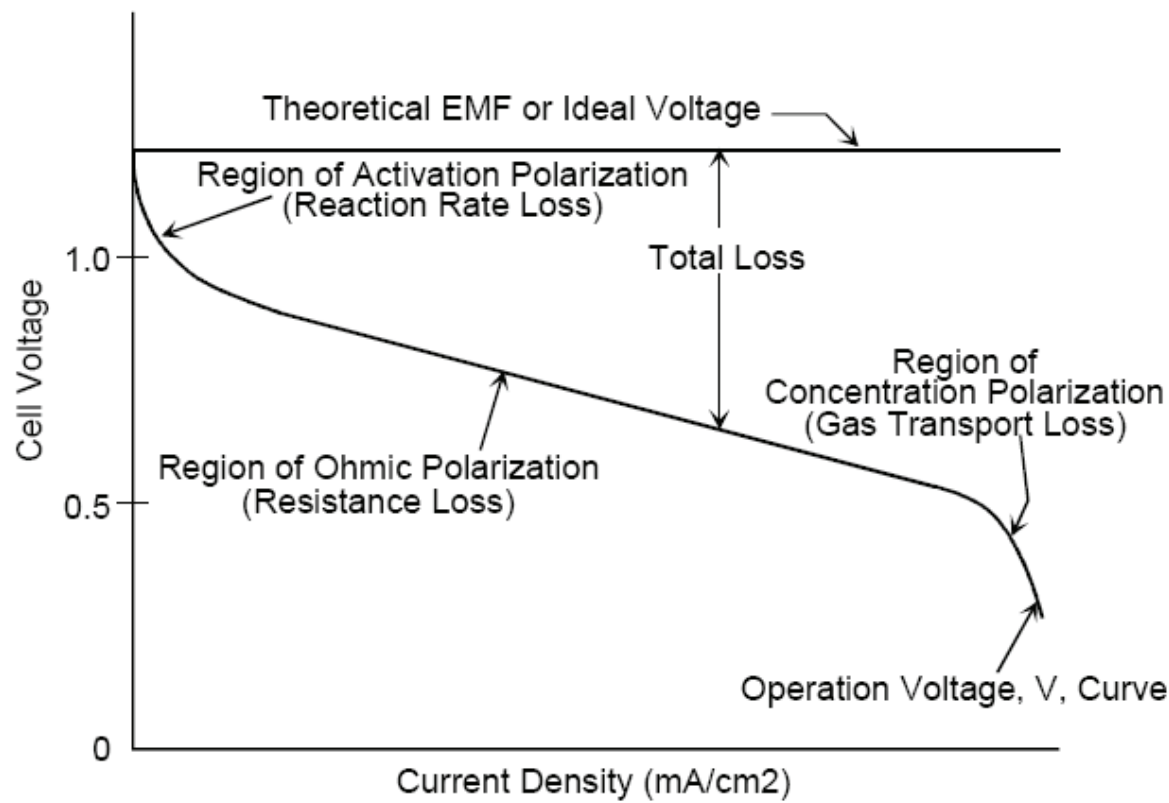 Theoretical EMF or Ideal Voltage
Region of Activation Polarization
(Reaction Rate Loss)
1.0
Total Loss
Cell Voltage
Region of
Concentration Polarization
(Gas Transport Loss)
Region of Ohmic Polarization
(Resistance Loss)
0.5
Operation Voltage, V, Curve
0
Current Density (mA/cm2)